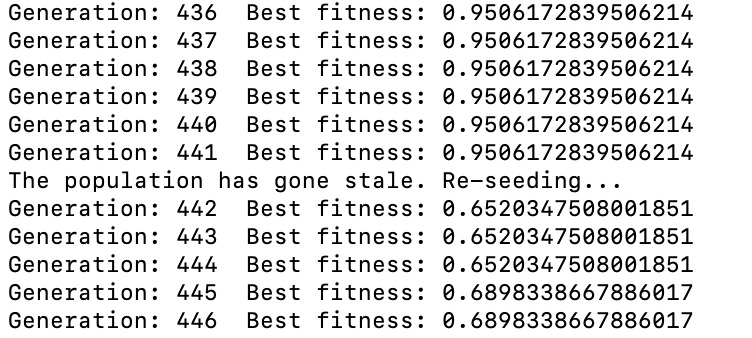 Generation: 436  Best fitness: 0.9506172839506214
Generation: 437  Best fitness: 0.9506172839506214
Generation: 438  Best fitness: 0.9506172839506214
Generation: 439  Best fitness: 0.9506172839506214
Generation: 440  Best fitness: 0.9506172839506214
Generation: 441  Best fitness: 0.9506172839506214
The population has gone stale. Re-seeding...
Generation: 442  Best fitness: 0.6520347508001851
Generation: 443  Best fitness: 0.6520347508001851
Generation: 444  Best fitness: 0.6520347508001851
Generation: 445  Best fitness: 0.6898338667886017
Generation: 446  Best fitness: 0.6898338667886017